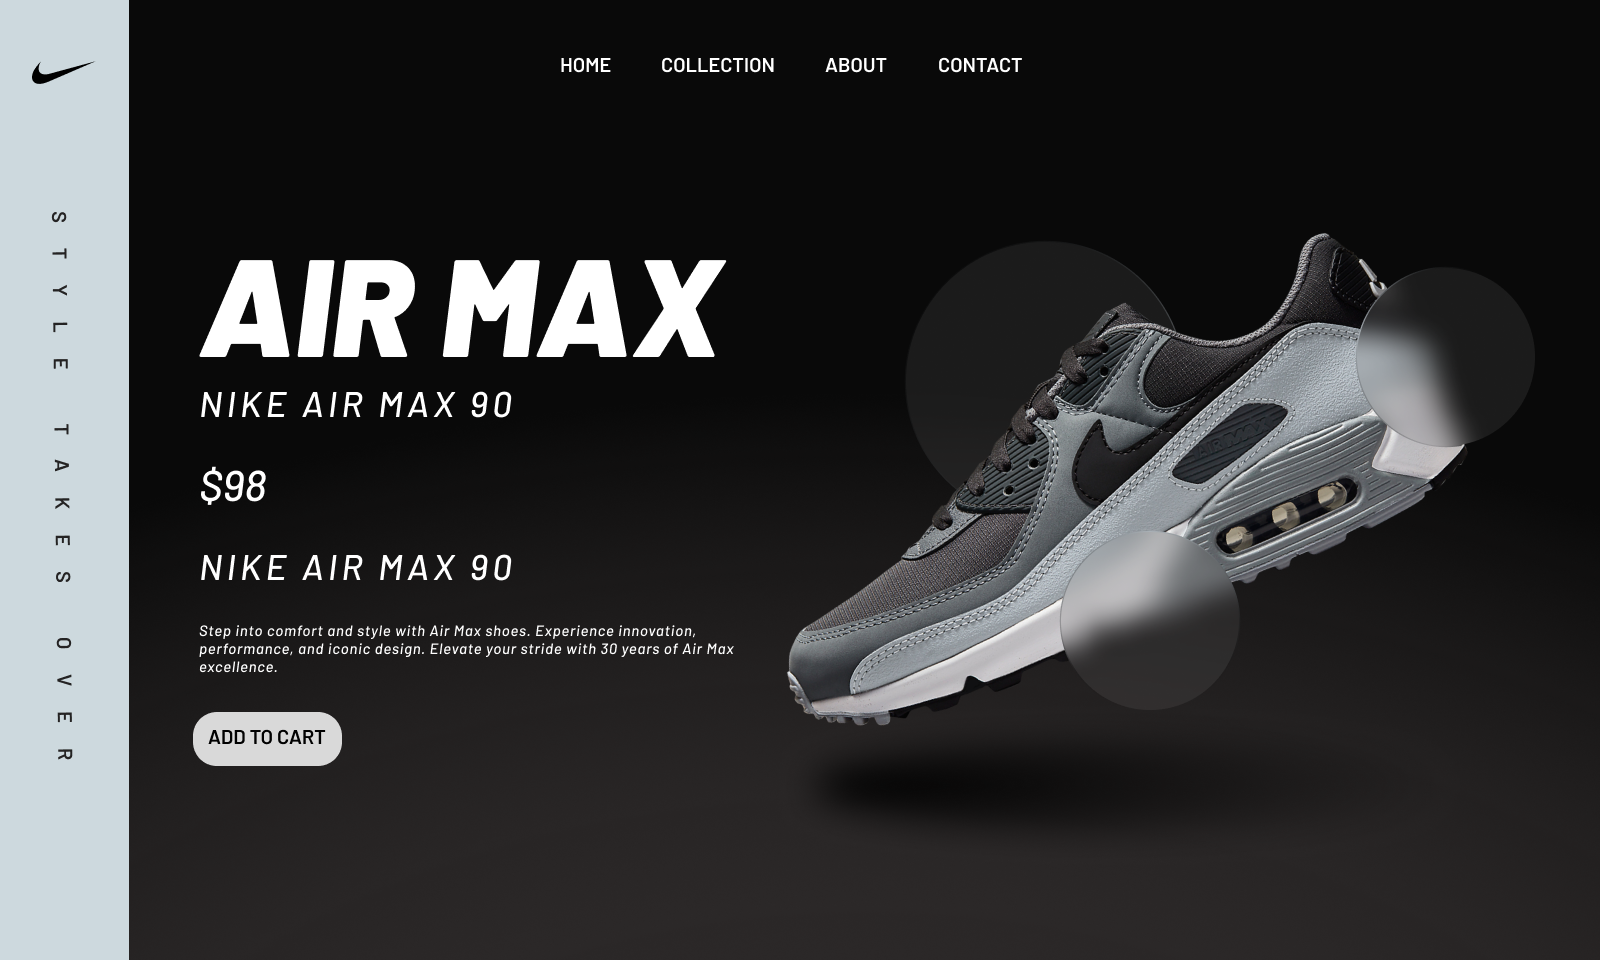 HOME COLLECTION ABOUT CONTACT
STYLE TAKES OVER
AIR MAX
NIKE AIR MAX 90
$98
NIKE AIR MAX 90
Step into comfort and style with Air Max shoes. Experience innovation,
performance, and iconic design. Elevate your stride with 30 years of Air Max
excellence.
ADD TO CART